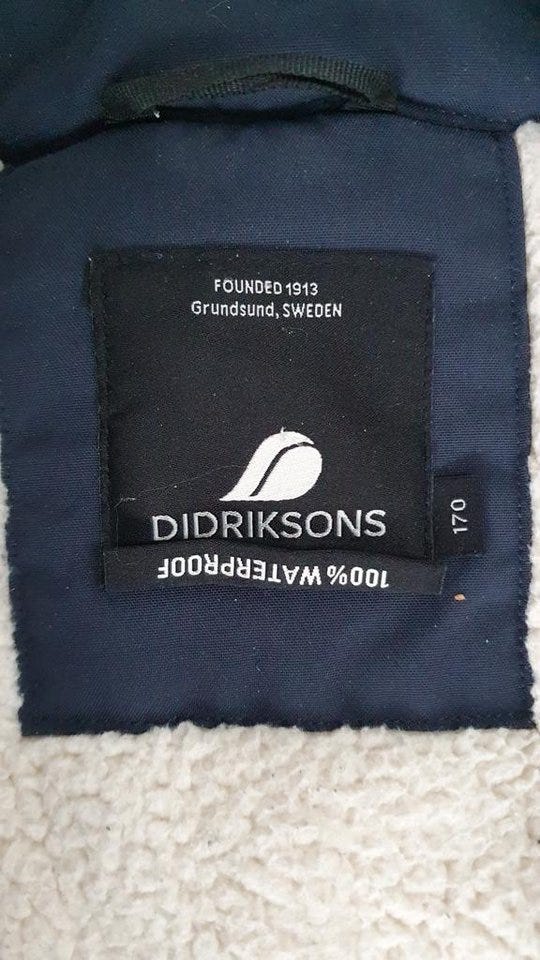 FOUNDED 1913
Grundsund, SWEDEN
DIDRIKSONS
170
100% WATERPROOF